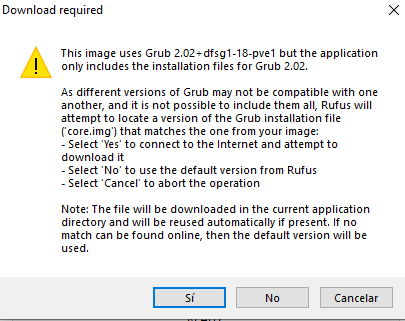 Download required
This image uses Grub 2.02+dfsg1-18-pve1 but the application
only includes the installation files for Grub 2.02.
As different versions of Grub may not be compatible with one
another, and it is not possible to include them all, Rufus will
attempt to locate a version of the Grub installation file
('core.img') that matches the one from your image:
- Select 'Yes' to connect to the Internet and attempt to
download it
- Select 'No' to use the default version from Rufus
- Select 'Cancel' to abort the operation
Note: The file will be downloaded in the current application
directory and will be reused automatically if present. If no
match can be found online, then the default version will be
used.
Sí
No
Cancelar